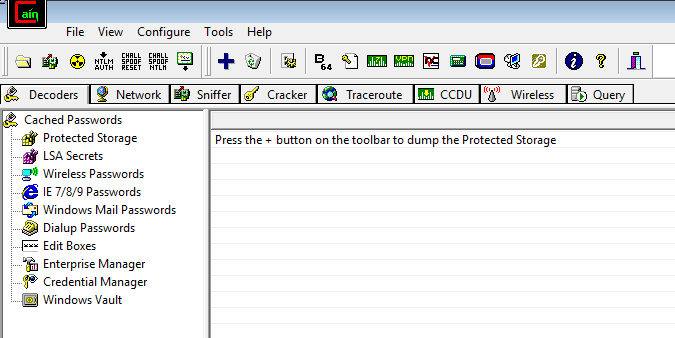 Cain
File View Configure Tools Help
NTLM AUTH CHALL SPOOF RESET CHALL SPOOF NTLM B 64 VPN
Decoders Network Sniffer Cracker Traceroute CCDU Wireless Query
Cached Passwords
Press the + button on the toolbar to dump the Protected Storage
Protected Storage
LSA Secrets
Wireless Passwords
IE 7/8/9 Passwords
Windows Mail Passwords
Dialup Passwords
Edit Boxes
Enterprise Manager
Credential Manager
Windows Vault